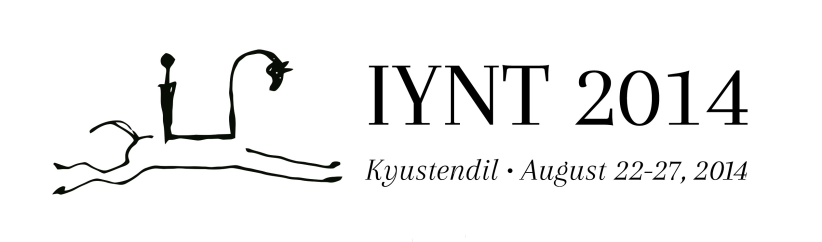 IYNT 2014
Kyustendil • August 22-27, 2014